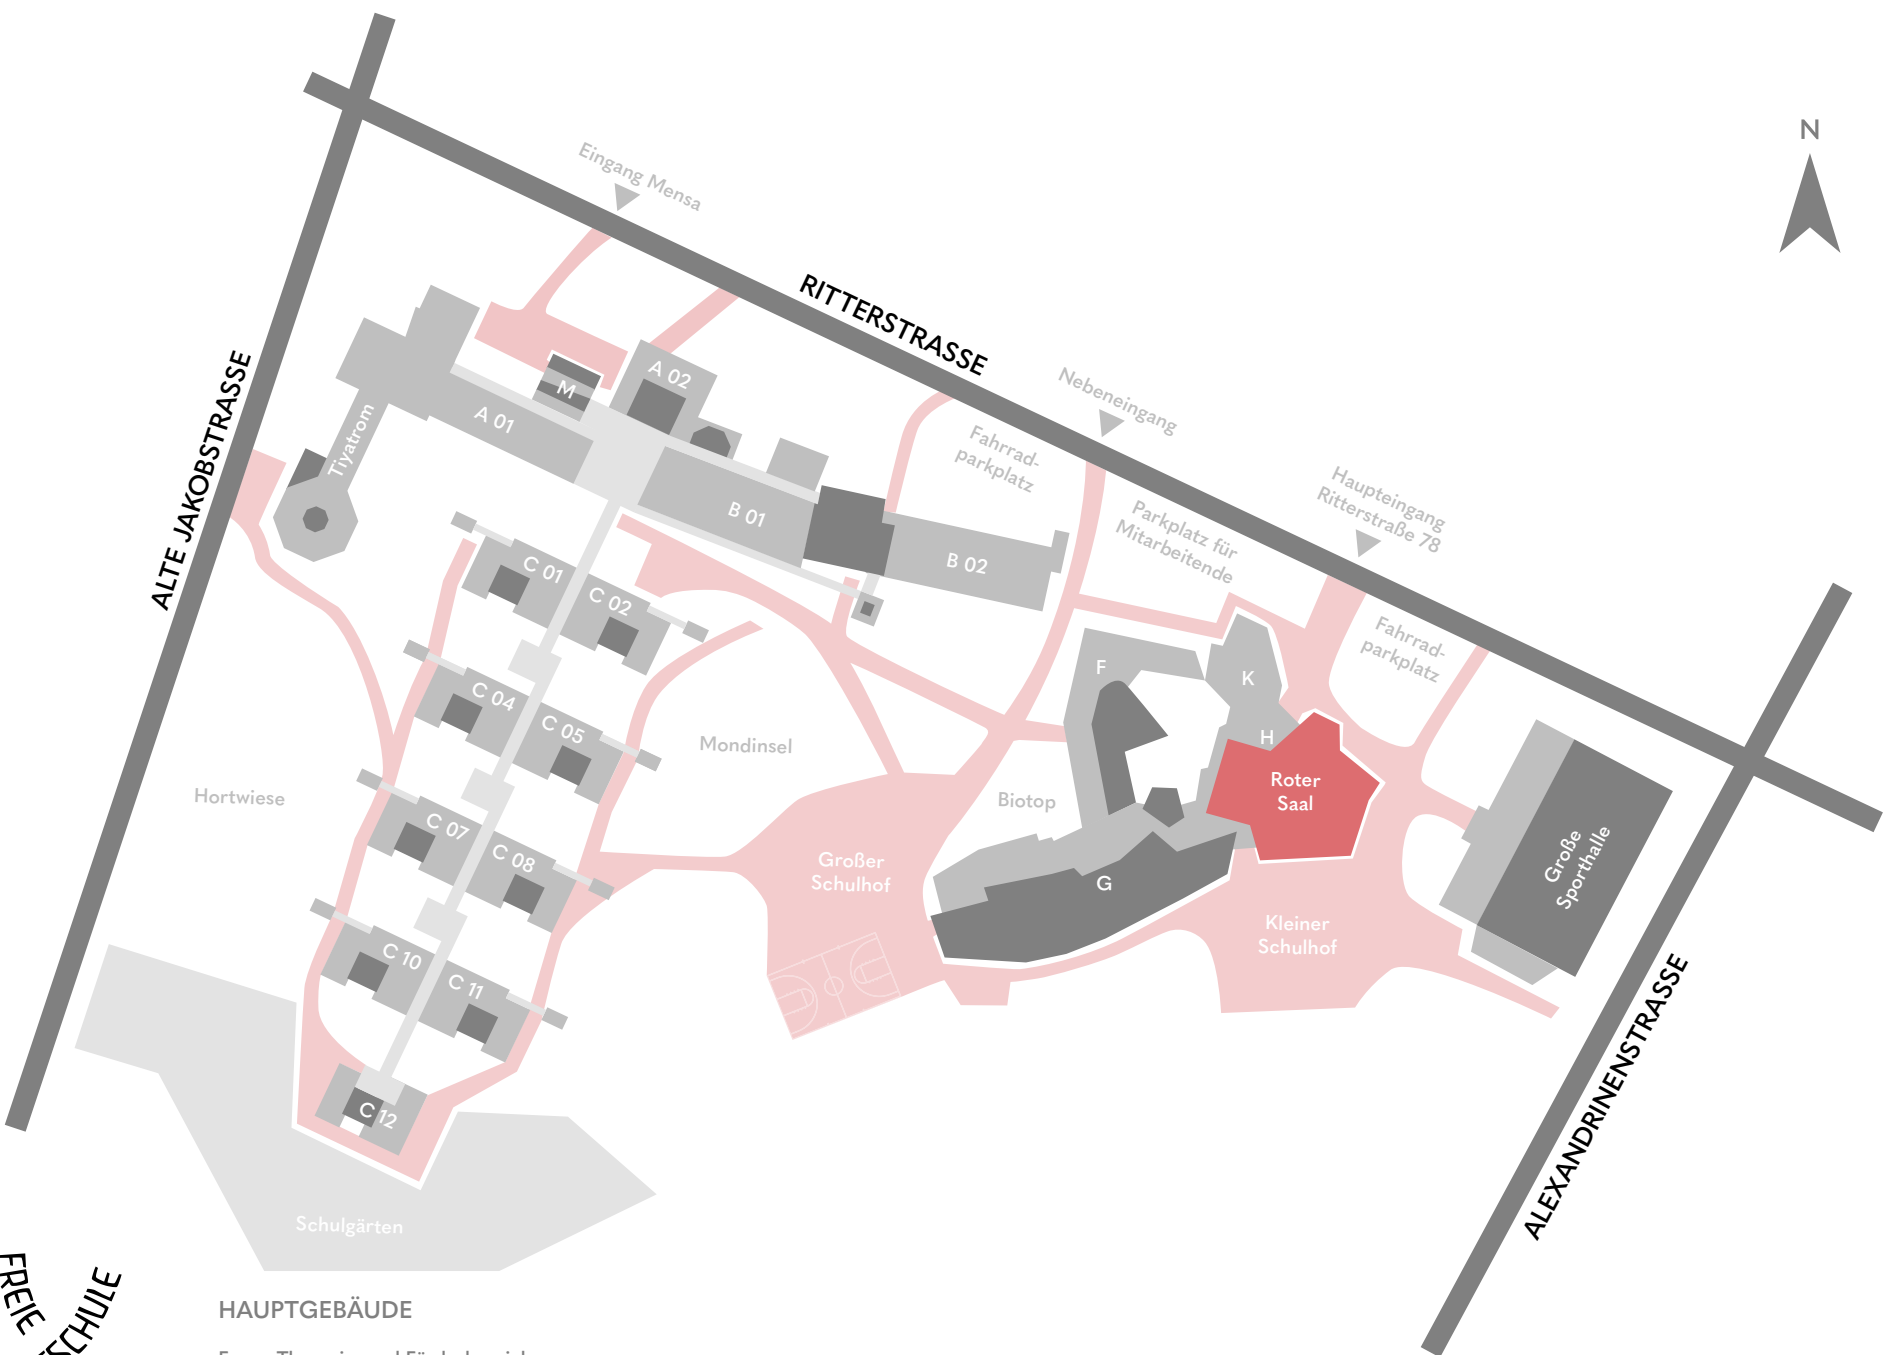 N
Eingang Mensa
RITTERSTRASSE
Nebeneingang
Fahrrad-
parkplatz
Haupteingang
Ritterstraße 78
Parkplatz für
Mitarbeitende
Fahrrad-
parkplatz
ALTE JAKOBSTRASSE
Tiyatrom
A 01
M
A 02
B 01
B 02
C 01
C 02
C 04
C 05
C 07
C 08
C 10
C 11
C 12
Hortwiese
Mondinsel
Biotop
F
K
H
G
Roter
Saal
Großer
Schulhof
Kleiner
Schulhof
Große
Sporthalle
ALEXANDRINENSTRASSE
Schulgärten
FREIE
SCHULE
HAUPTGEBÄUDE